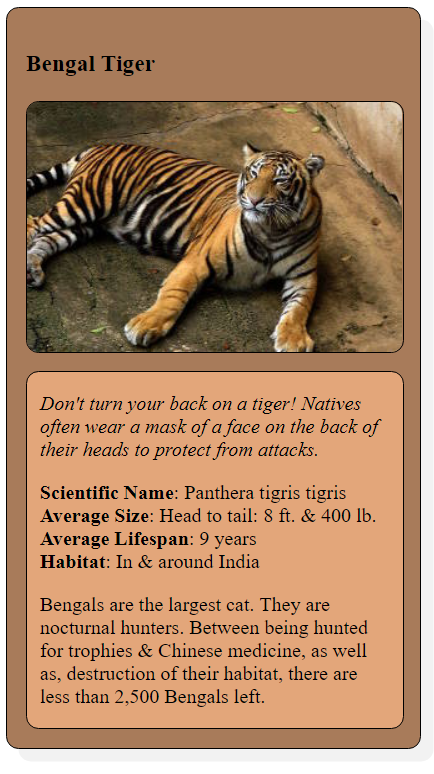 Bengal Tiger
Don't turn your back on a tiger! Natives
often wear a mask of a face on the back of
their heads to protect from attacks.
Scientific Name: Panthera tigris tigris
Average Size: Head to tail: 8 ft. & 400 lb.
Average Lifespan: 9 years
Habitat: In & around India
Bengals are the largest cat. They are
nocturnal hunters. Between being hunted
for trophies & Chinese medicine, as well
as, destruction of their habitat, there are
less than 2,500 Bengals left.